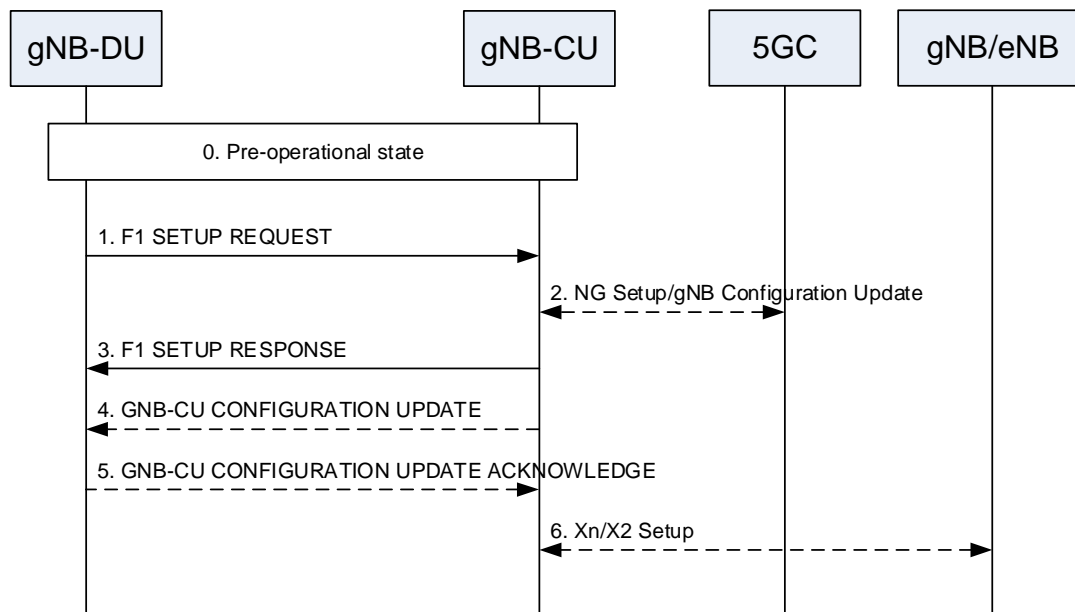 gNB-DU
gNB-CU
5GC
gNB/eNB
0. Pre-operational state
1. F1 SETUP REQUEST
2. NG Setup/gNB Configuration Update
3. F1 SETUP RESPONSE
4. GNB-CU CONFIGURATION UPDATE
5. GNB-CU CONFIGURATION UPDATE ACKNOWLEDGE
6. Xn/X2 Setup